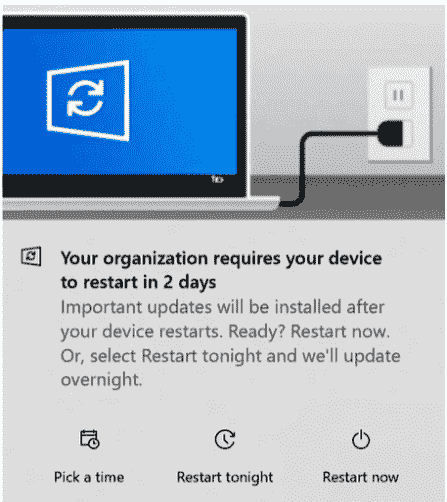 Your organization requires your device
to restart in 2 days
Important updates will be installed after
your device restarts. Ready? Restart now.
Or, select Restart tonight and we'll update
overnight.
Pick a time
Restart tonight
Restart now